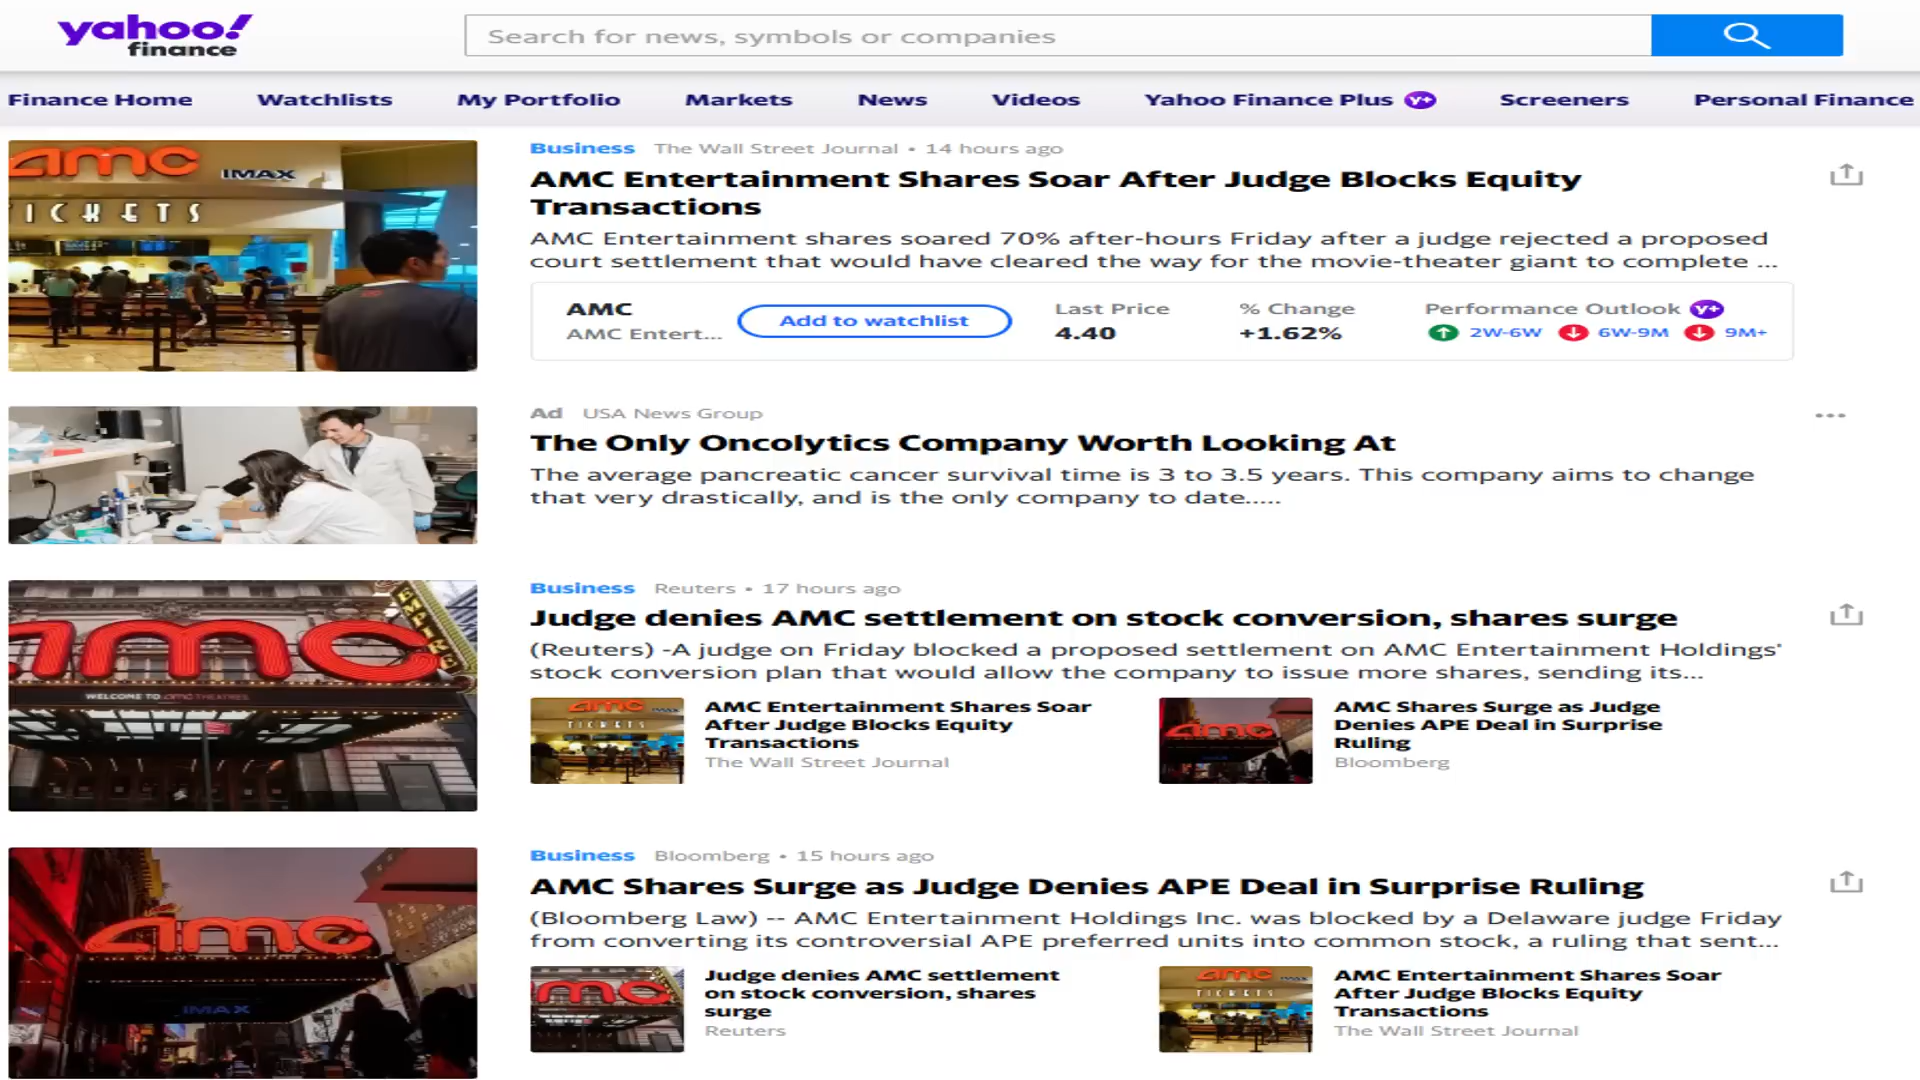 yahoo!
finance
Search for news, symbols or companies
Finance Home
Watchlists
My Portfolio
Markets
News
Videos
Yahoo Finance Plus Y+
Screeners
Personal Finance
amc
IMAX
TICKETS
Business The Wall Street Journal • 14 hours ago
AMC Entertainment Shares Soar After Judge Blocks Equity
Transactions
AMC Entertainment shares soared 70% after-hours Friday after a judge rejected a proposed
court settlement that would have cleared the way for the movie-theater giant to complete ...
AMC
AMC Entert...
Add to watchlist
Last Price
4.40
% Change
+1.62%
Performance Outlook Y+
2W-6W 6W-9M 9M+
Ad USA News Group
The Only Oncolytics Company Worth Looking At
The average pancreatic cancer survival time is 3 to 3.5 years. This company aims to change
that very drastically, and is the only company to date.....
amc
EMPIRE
WELCOME TO amc THEATRES
Business Reuters • 17 hours ago
Judge denies AMC settlement on stock conversion, shares surge
(Reuters) -A judge on Friday blocked a proposed settlement on AMC Entertainment Holdings'
stock conversion plan that would allow the company to issue more shares, sending its...
amc
TICKETS
AMC Entertainment Shares Soar
After Judge Blocks Equity
Transactions
The Wall Street Journal
amc
AMC Shares Surge as Judge
Denies APE Deal in Surprise
Ruling
Bloomberg
amc
IMAX
Business Bloomberg • 15 hours ago
AMC Shares Surge as Judge Denies APE Deal in Surprise Ruling
(Bloomberg Law) -- AMC Entertainment Holdings Inc. was blocked by a Delaware judge Friday
from converting its controversial APE preferred units into common stock, a ruling that sent...
amc
Judge denies AMC settlement
on stock conversion, shares
surge
Reuters
amc
TICKETS
AMC Entertainment Shares Soar
After Judge Blocks Equity
Transactions
The Wall Street Journal